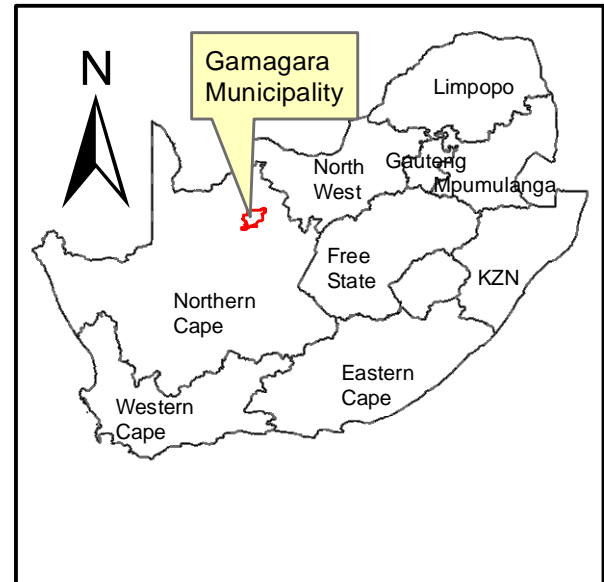 N
Gamagara
Municipality
Limpopo
North
West
Gauteng
Mpumulanga
Free
State
KZN
Northern
Cape
Eastern
Cape
Western
Cape